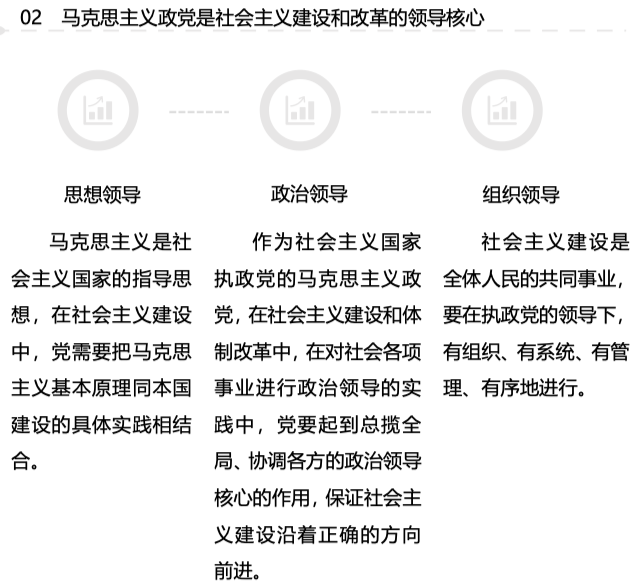 02 马克思主义政党是社会主义建设和改革的领导核心
思想领导
马克思主义是社
会主义国家的指导思
想，在社会主义建设
中，党需要把马克思
主义基本原理同本国
建设的具体实践相结
合。
政治领导
作为社会主义国家
执政党的马克思主义政
党，在社会主义建设和体
制改革中，在对社会各项
事业进行政治领导的实
践中，党要起到总揽全
局、协调各方的政治领导
核心的作用，保证社会主
义建设沿着正确的方向
前进。
组织领导
社会主义建设是
全体人民的共同事业，
要在执政党的领导下，
有组织、有系统、有管
理、有序地进行。